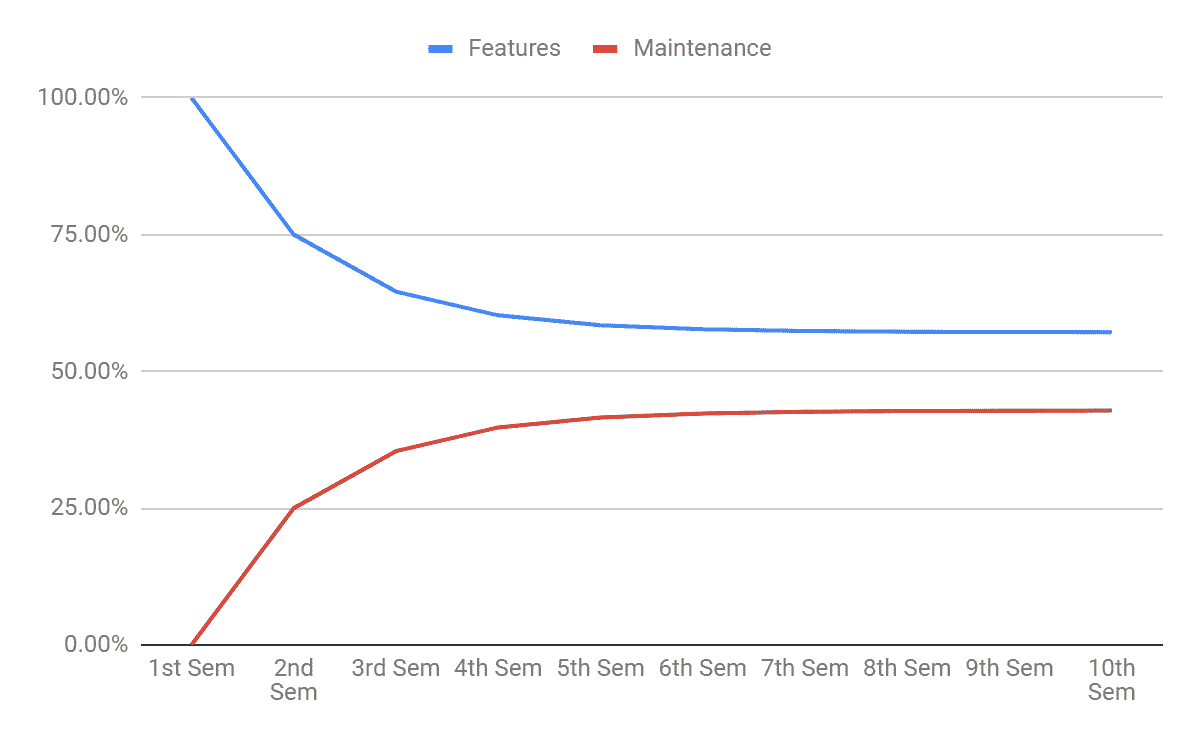 Features Maintenance
100.00%
75.00%
50.00%
25.00%
0.00%
1st Sem 2nd Sem 3rd Sem 4th Sem 5th Sem 6th Sem 7th Sem 8th Sem 9th Sem 10th Sem